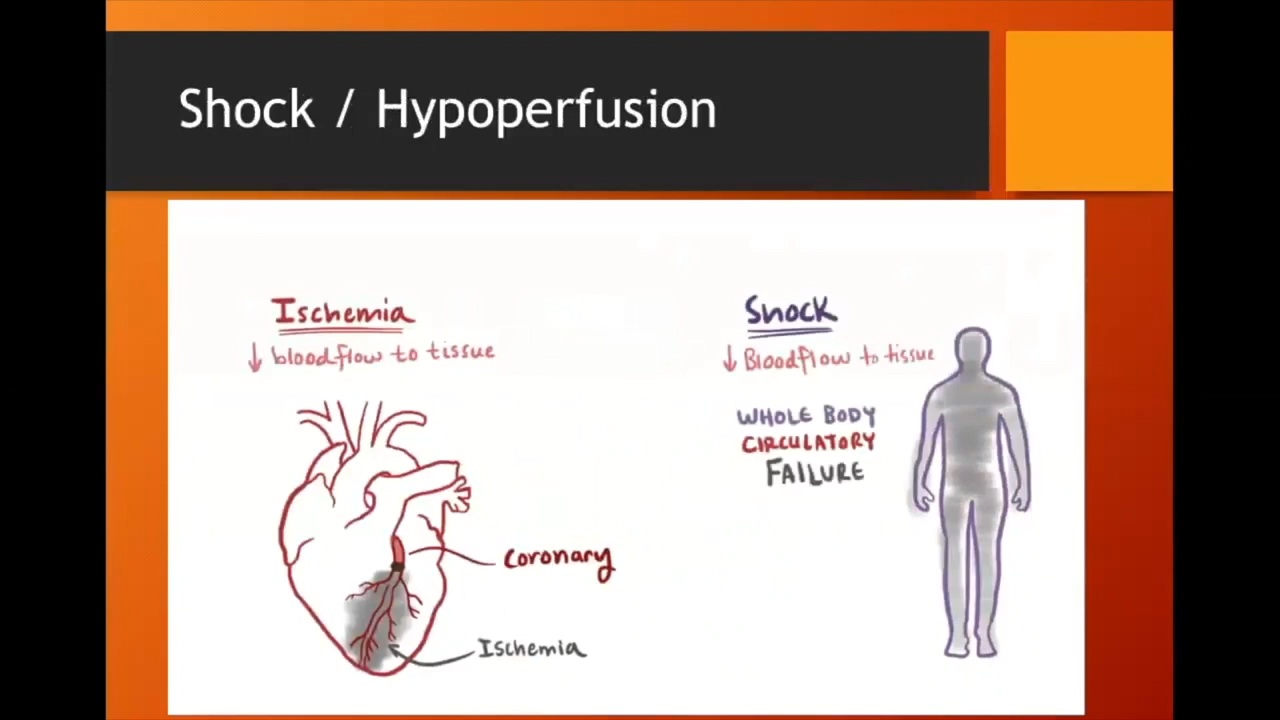 Shock / Hypoperfusion
Ischemia
↓ bloodflow to tissue
Coronary
Ischemia
Shock
↓ Bloodflow to tissue
WHOLE BODY
CIRCULATORY
FAILURE